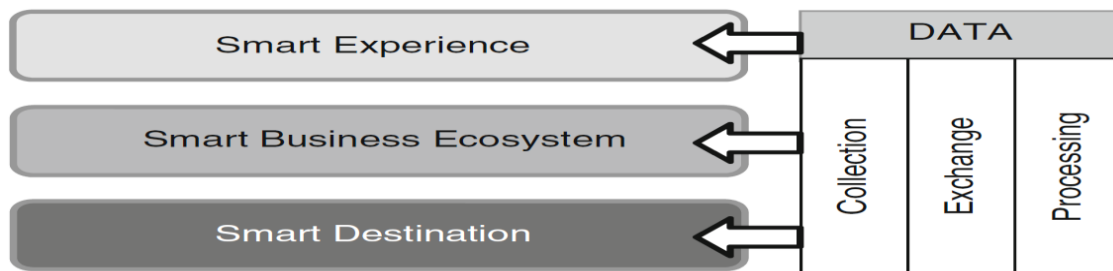 Smart Experience
DATA
Smart Business Ecosystem
Smart Destination
Collection
Exchange
Processing